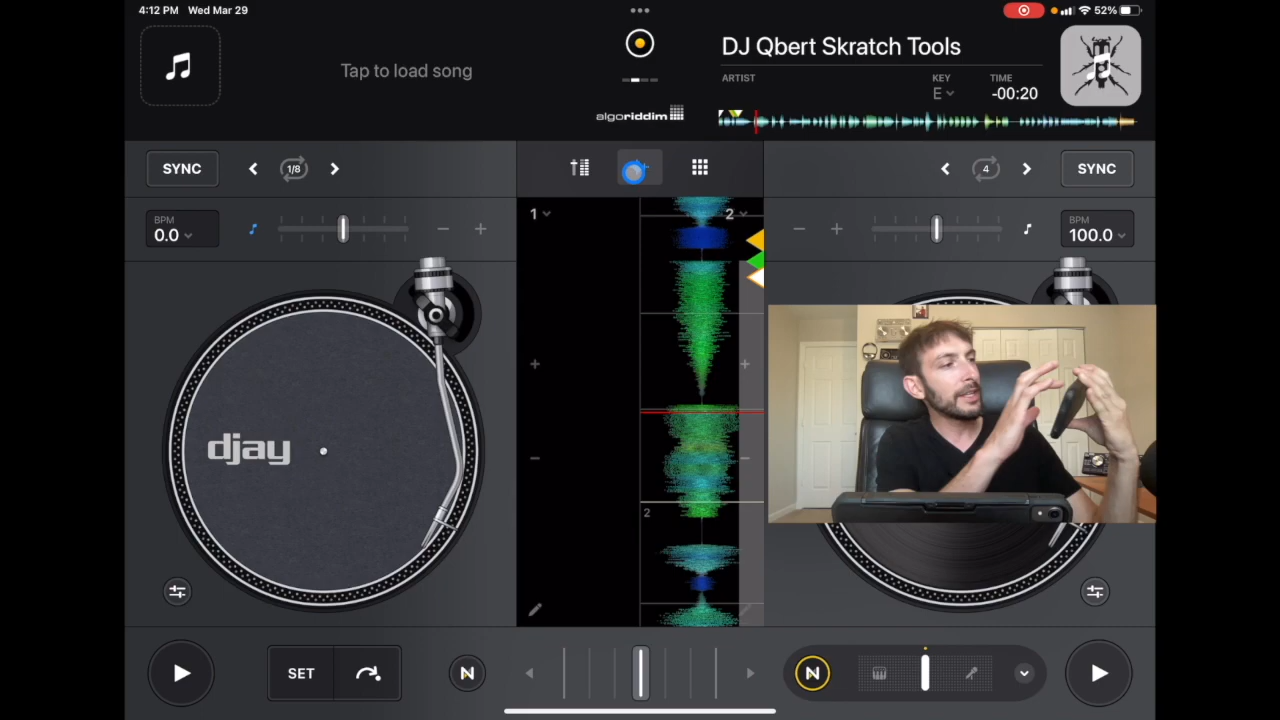 4:12 PM Wed Mar 29
52%
Tap to load song
DJ Qbert Skratch Tools
ARTIST
KEY
TIME
E
-00:20
algoriddim
SYNC
1/8
4
SYNC
BPM
0.0
1
2
BPM
100.0
djay
2
SET
N
N